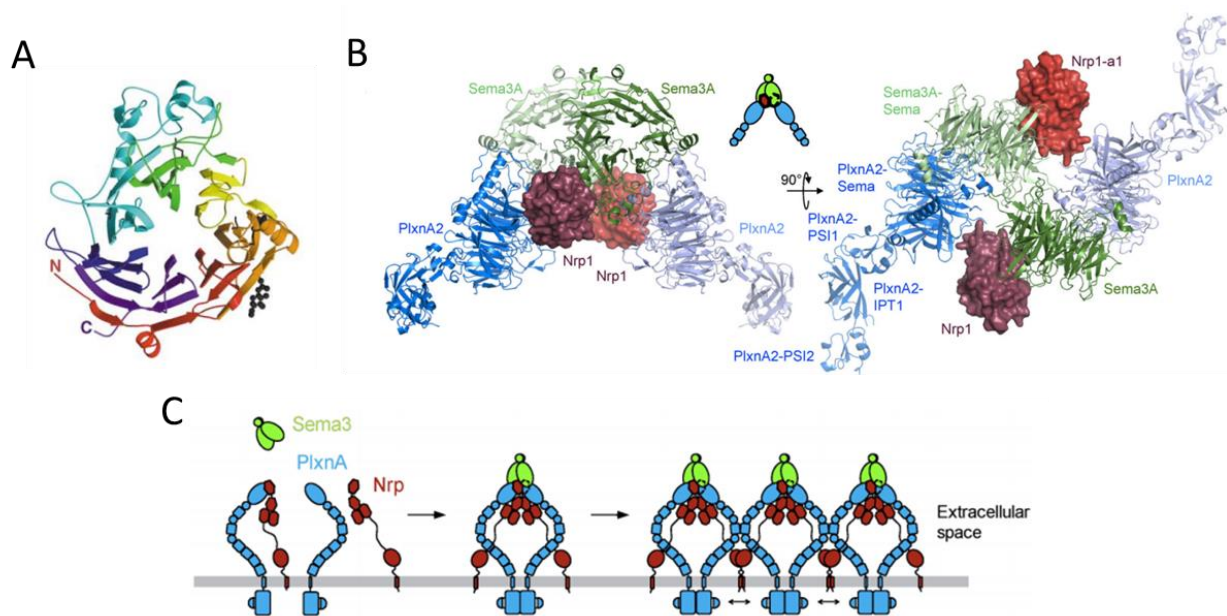 A
N
C
B
Sema3A
Sema3A
PlxnA2
Nrp1
Nrp1
PlxnA2
90°
Nrp1-a1
Sema3A-
Sema
PlxnA2-
Sema
PlxnA2
PlxnA2-
PSI1
PlxnA2-
IPT1
Sema3A
Nrp1
PlxnA2-PSI2
C
Sema3
PlxnA
Nrp
Extracellular
space